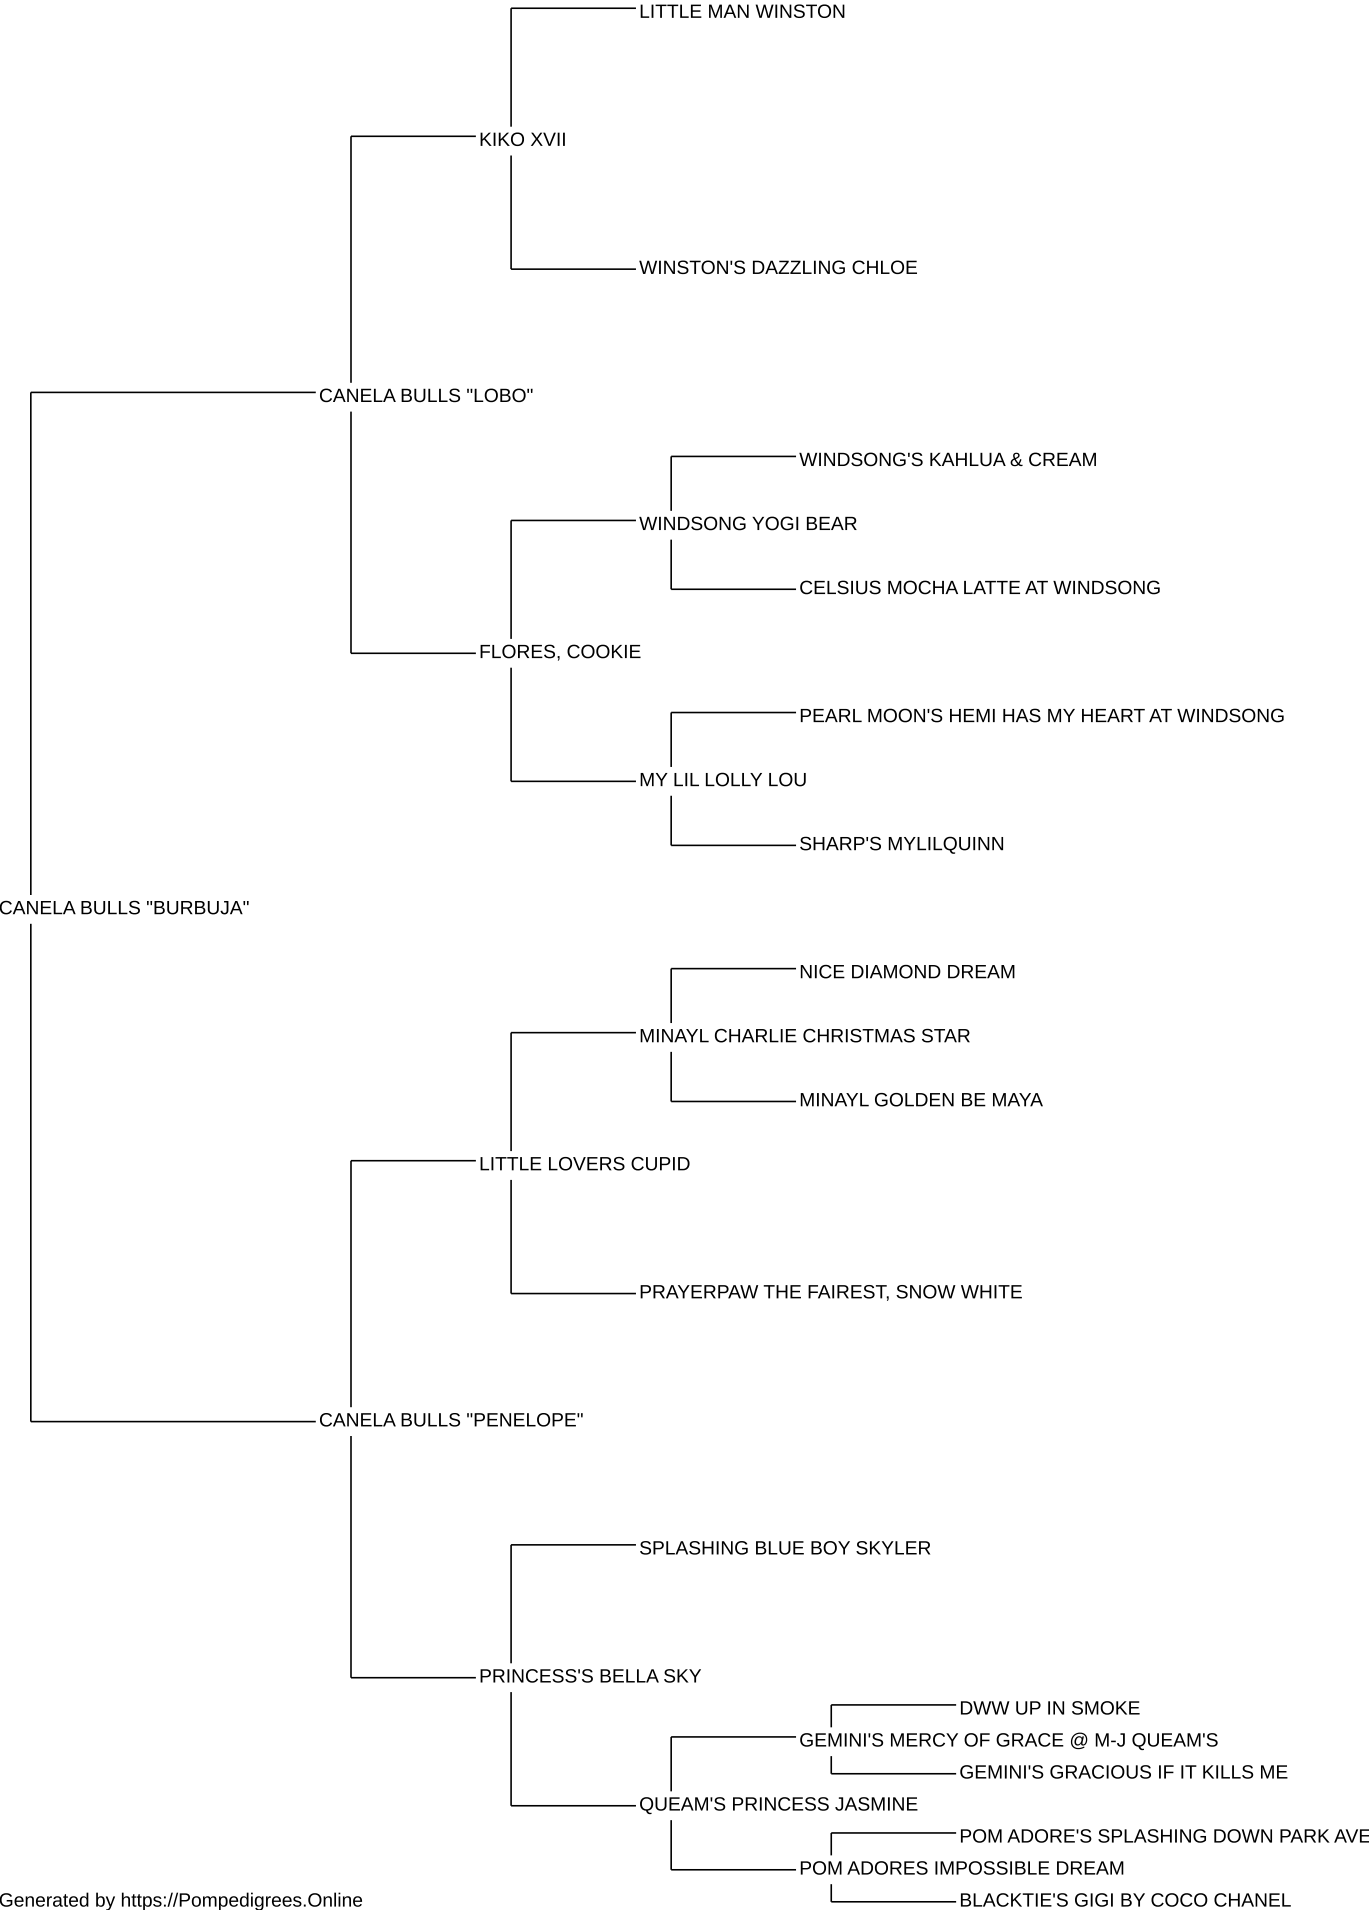 LITTLE MAN WINSTON
KIKO XVII
WINSTON'S DAZZLING CHLOE
CANELA BULLS "LOBO"
WINDSONG'S KAHLUA & CREAM
WINDSONG YOGI BEAR
CELSIUS MOCHA LATTE AT WINDSONG
FLORES, COOKIE
PEARL MOON'S HEMI HAS MY HEART AT WINDSONG
MY LIL LOLLY LOU
SHARP'S MYLILQUINN
CANELA BULLS "BURBUJA"
NICE DIAMOND DREAM
MINAYL CHARLIE CHRISTMAS STAR
MINAYL GOLDEN BE MAYA
LITTLE LOVERS CUPID
PRAYERPAW THE FAIREST, SNOW WHITE
CANELA BULLS "PENELOPE"
SPLASHING BLUE BOY SKYLER
PRINCESS'S BELLA SKY
DWW UP IN SMOKE
GEMINI'S MERCY OF GRACE @ M-J QUEAM'S
GEMINI'S GRACIOUS IF IT KILLS ME
QUEAM'S PRINCESS JASMINE
POM ADORE'S SPLASHING DOWN PARK AVE
POM ADORES IMPOSSIBLE DREAM
BLACKTIE'S GIGI BY COCO CHANEL
Generated by https://Pompedigrees.Online